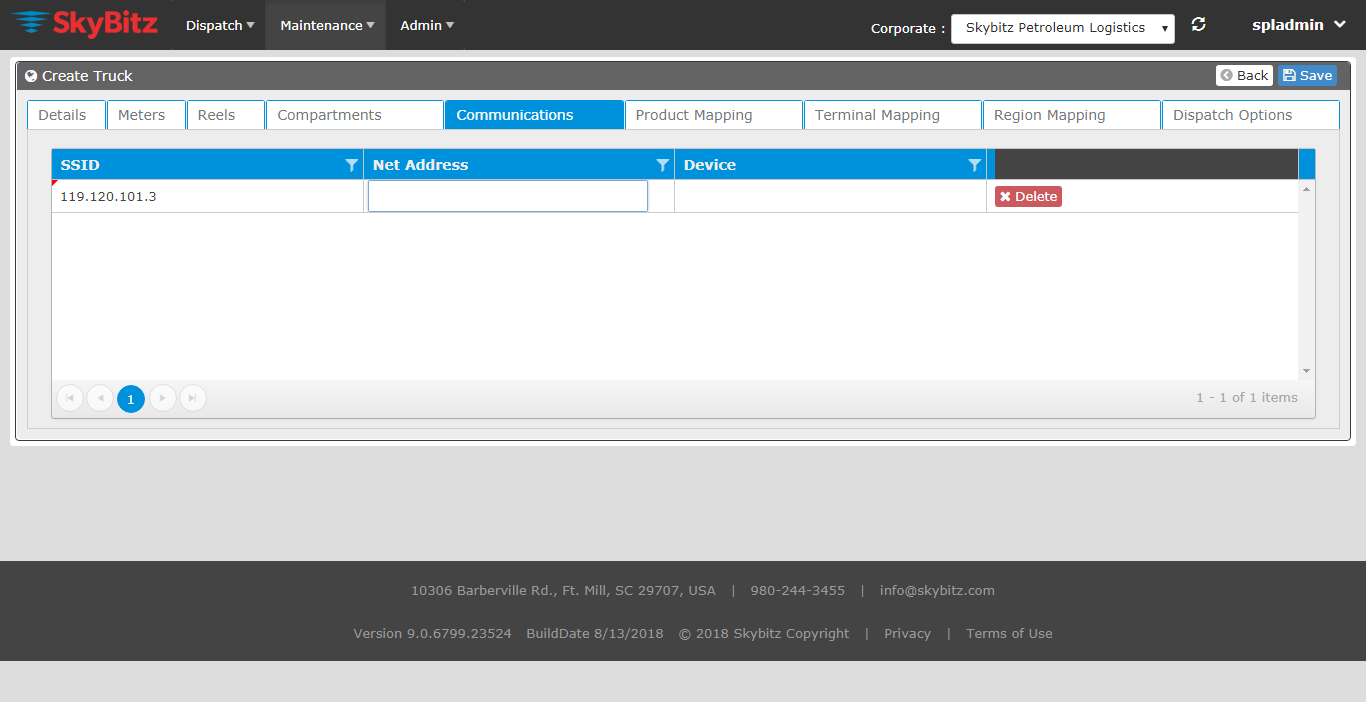 SkyBitz Dispatch Maintenance Admin Corporate : Skybitz Petroleum Logistics spladmin
Create Truck Back Save
Details Meters Reels Compartments Communications Product Mapping Terminal Mapping Region Mapping Dispatch Options
SSID Net Address Device
119.120.101.3 Delete
1 1 - 1 of 1 items
10306 Barberville Rd., Ft. Mill, SC 29707, USA | 980-244-3455 | info@skybitz.com
Version 9.0.6799.23524 BuildDate 8/13/2018 © 2018 Skybitz Copyright | Privacy | Terms of Use